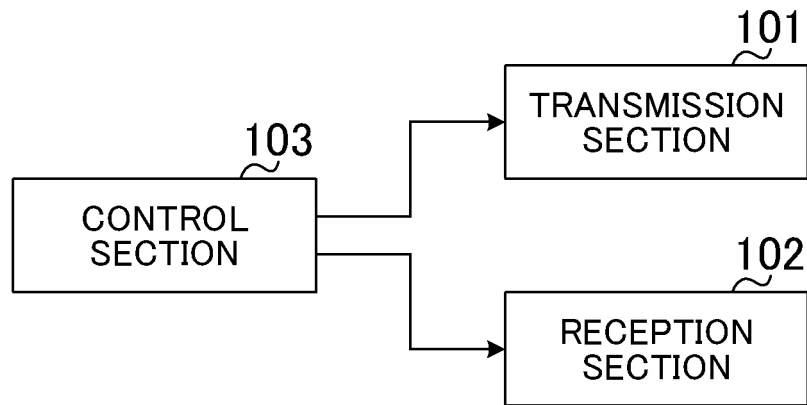 101
TRANSMISSION
SECTION
103
CONTROL
SECTION
102
RECEPTION
SECTION